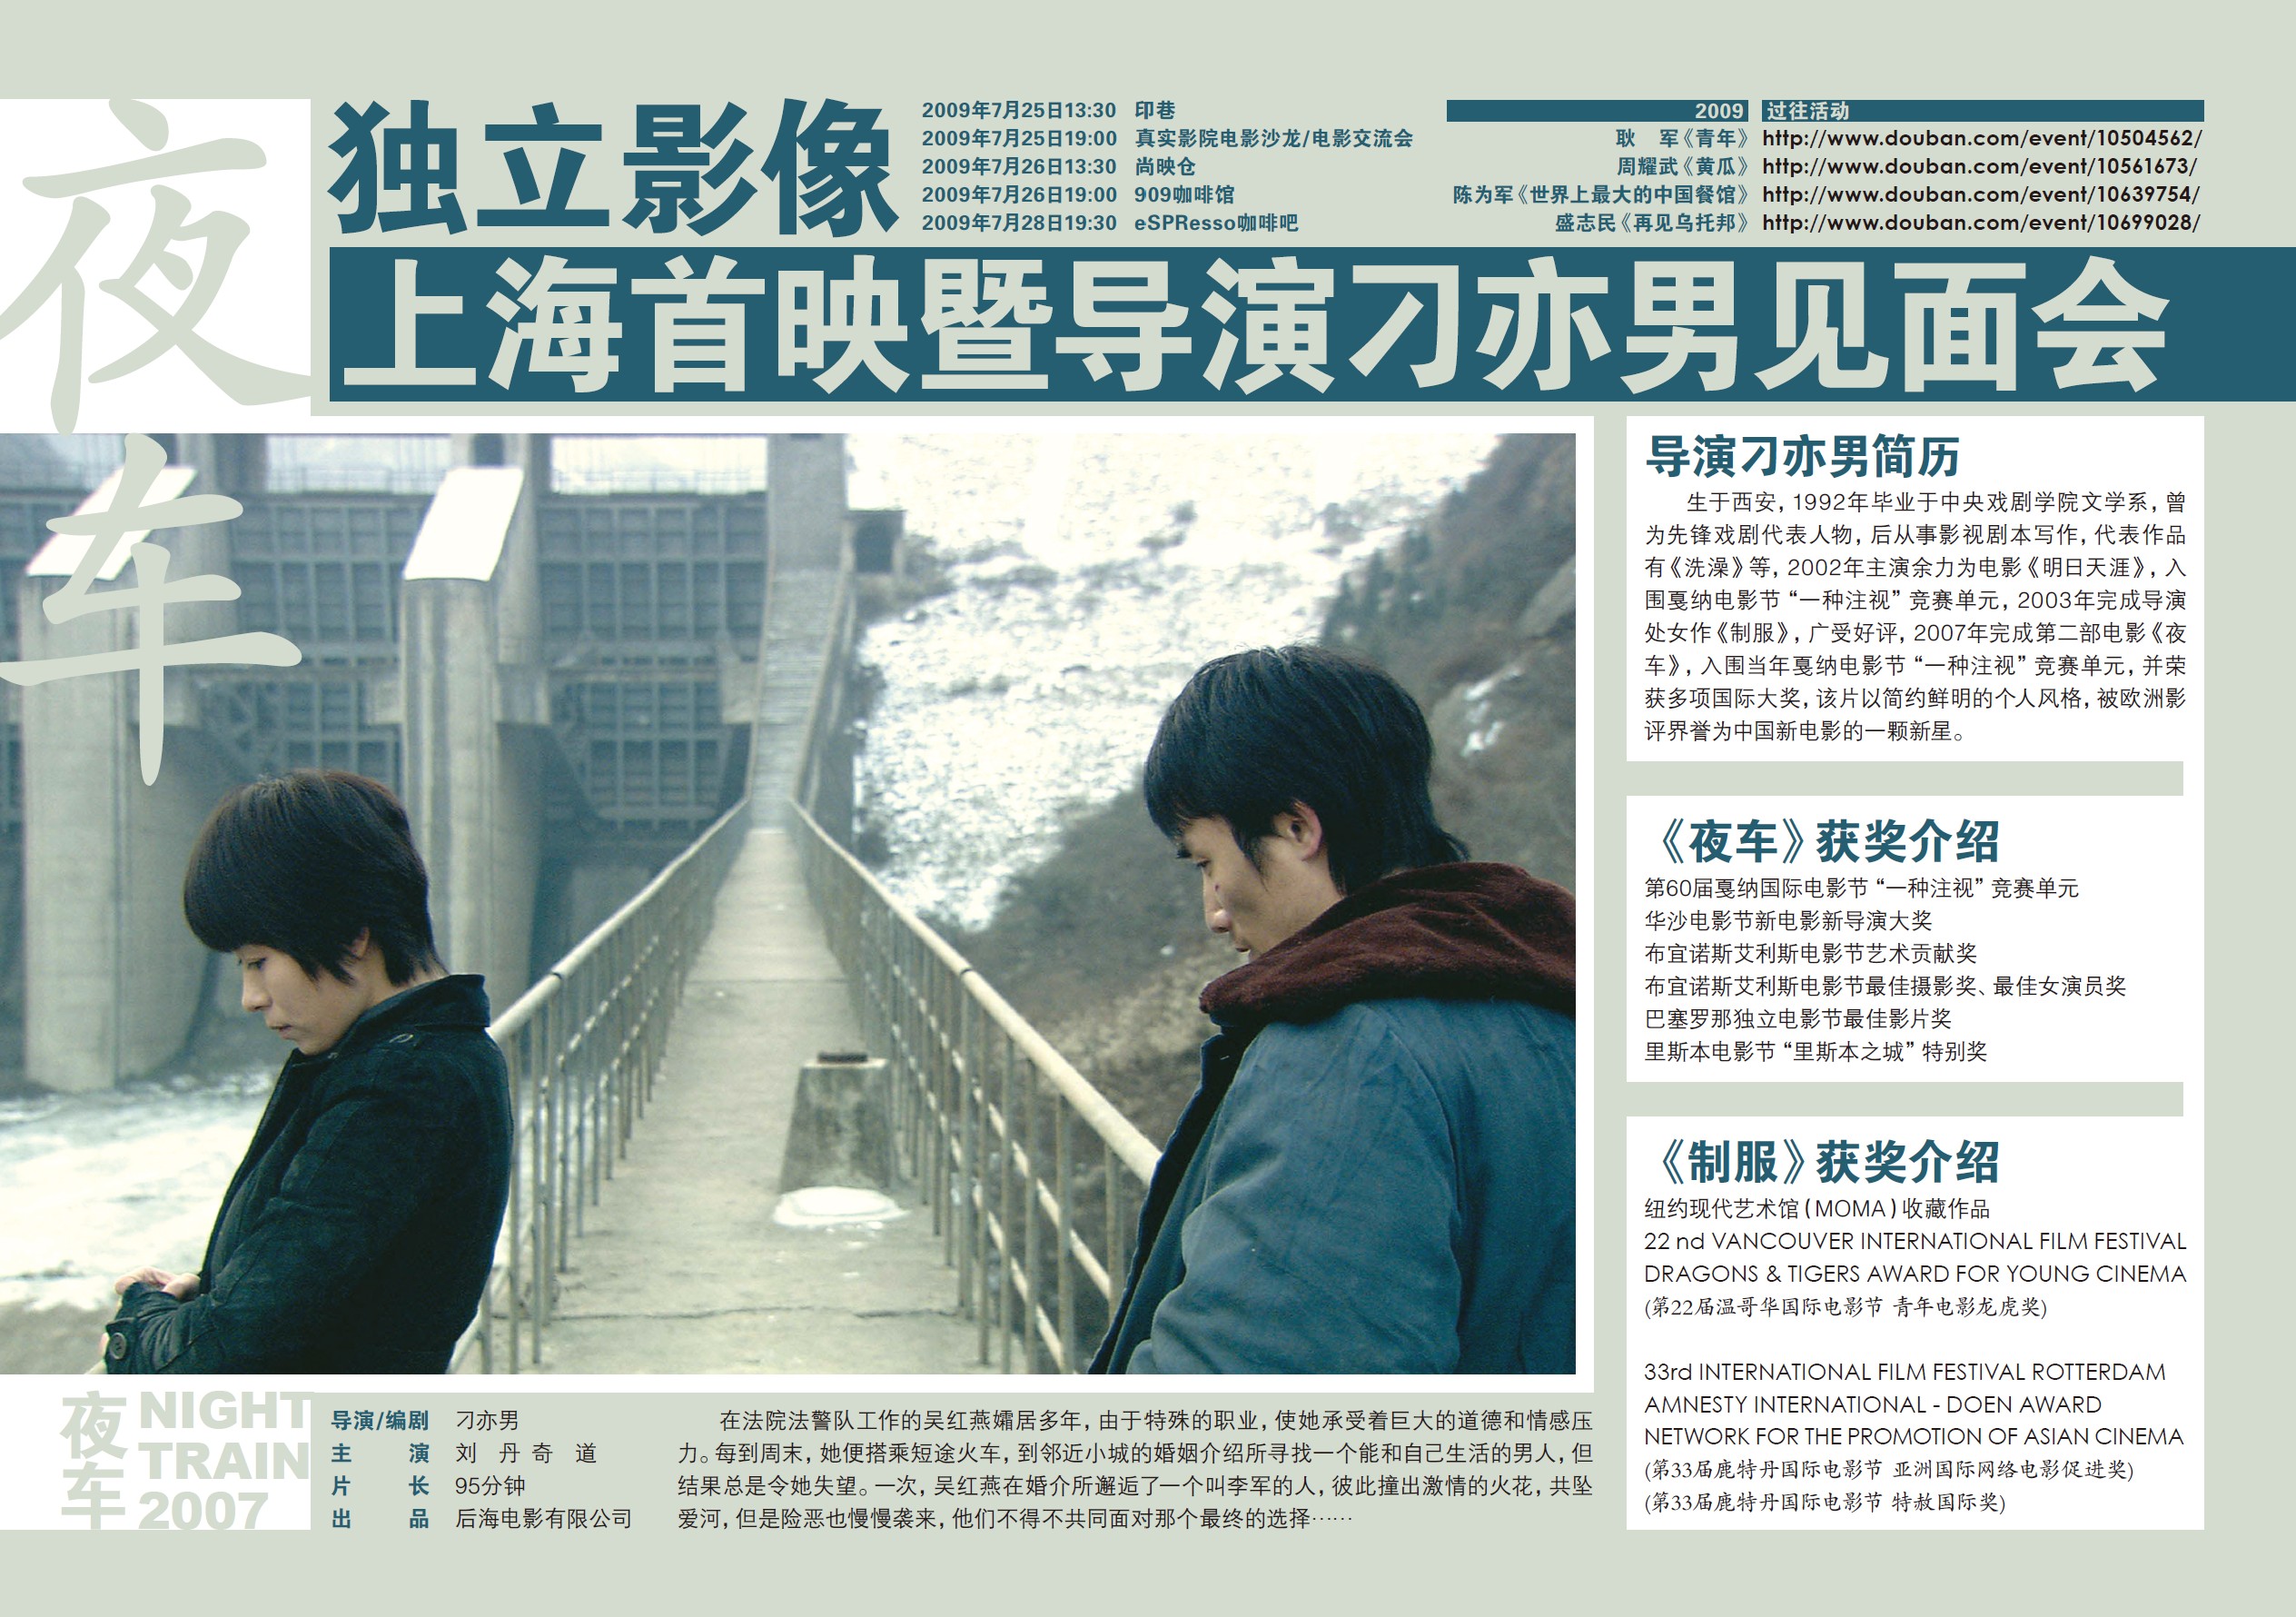 夜车
独立影像
2009年7月25日13:30 印巷
2009年7月25日19:00 真实影院电影沙龙/电影交流会
2009年7月26日13:30 尚映仓
2009年7月26日19:00 909咖啡馆
2009年7月28日19:30 eSPResso咖啡吧
2009 过往活动
耿 军《青年》 http://www.douban.com/event/10504562/
周耀武《黄瓜》 http://www.douban.com/event/10561673/
陈为军《世界上最大的中国餐馆》 http://www.douban.com/event/10639754/
盛志民《再见乌托邦》 http://www.douban.com/event/10699028/
上海首映暨导演刁亦男见面会
导演刁亦男简历
生于西安，1992年毕业于中央戏剧学院文学系，曾
为先锋戏剧代表人物，后从事影视剧本写作，代表作品
有《洗澡》等，2002年主演余力为电影《明日天涯》，入
围戛纳电影节“一种注视”竞赛单元，2003年完成导演
处女作《制服》，广受好评，2007年完成第二部电影《夜
车》，入围当年戛纳电影节“一种注视”竞赛单元，并荣
获多项国际大奖，该片以简约鲜明的个人风格，被欧洲影
评界誉为中国新电影的一颗新星。
《夜车》获奖介绍
第60届戛纳国际电影节“一种注视”竞赛单元
华沙电影节新电影新导演大奖
布宜诺斯艾利斯电影节艺术贡献奖
布宜诺斯艾利斯电影节最佳摄影奖、最佳女演员奖
巴塞罗那独立电影节最佳影片奖
里斯本电影节“里斯本之城”特别奖
《制服》获奖介绍
纽约现代艺术馆(MOMA)收藏作品
22 nd VANCOUVER INTERNATIONAL FILM FESTIVAL
DRAGONS & TIGERS AWARD FOR YOUNG CINEMA
(第22届温哥华国际电影节 青年电影龙虎奖)
33rd INTERNATIONAL FILM FESTIVAL ROTTERDAM
AMNESTY INTERNATIONAL - DOEN AWARD
NETWORK FOR THE PROMOTION OF ASIAN CINEMA
(第33届鹿特丹国际电影节 亚洲国际网络电影促进奖)
(第33届鹿特丹国际电影节 特赦国际奖)
夜车
NIGHT
TRAIN
2007
导演/编剧 刁亦男
主 演 刘 丹 奇 道
片 长 95分钟
出 品 后海电影有限公司
在法院法警队工作的吴红燕孀居多年，由于特殊的职业，使她承受着巨大的道德和情感压
力。每到周末，她便搭乘短途火车，到邻近小城的婚姻介绍所寻找一个能和自己生活的男人，但
结果总是令她失望。一次，吴红燕在婚介所邂逅了一个叫李军的人，彼此撞出激情的火花，共坠
爱河，但是险恶也慢慢袭来，他们不得不共同面对那个最终的选择……